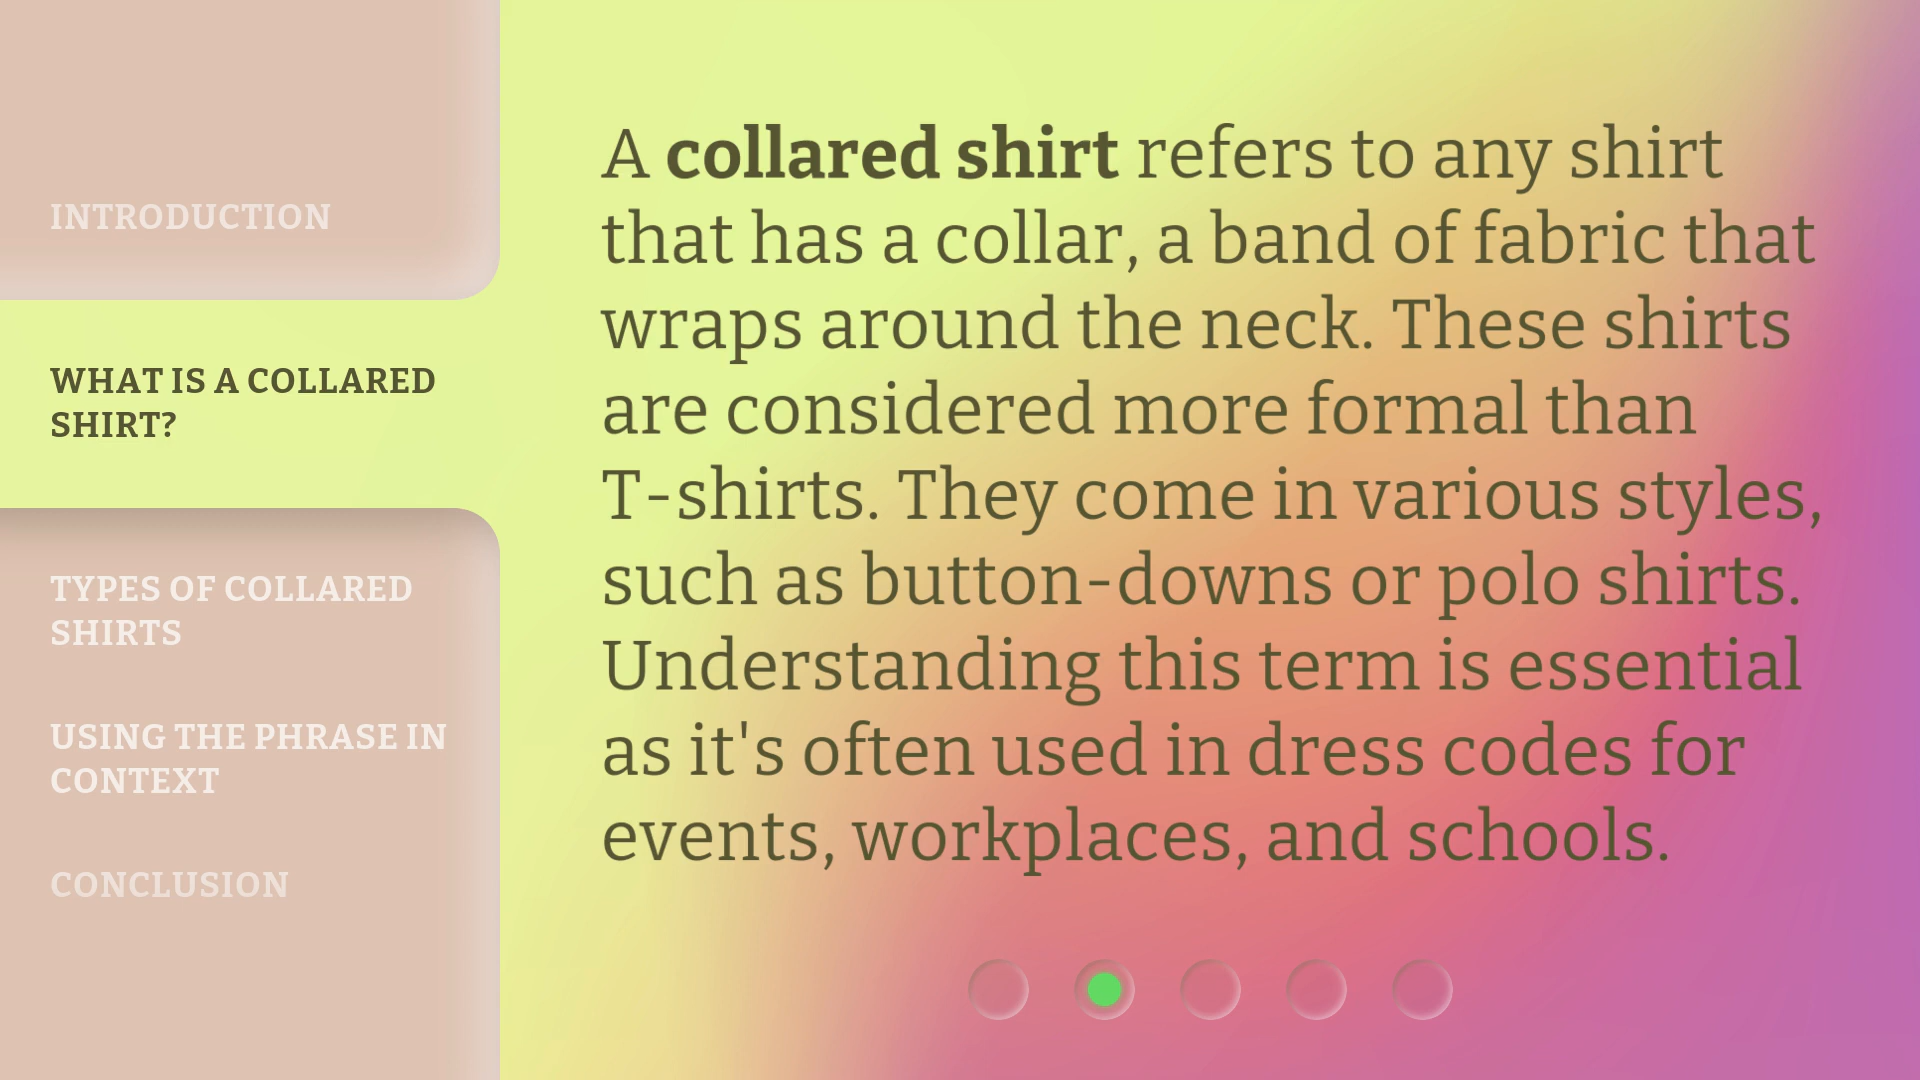 INTRODUCTION
WHAT IS A COLLARED
SHIRT?
TYPES OF COLLARED
SHIRTS
USING THE PHRASE IN
CONTEXT
CONCLUSION
A collared shirt refers to any shirt
that has a collar, a band of fabric that
wraps around the neck. These shirts
are considered more formal than
T-shirts. They come in various styles,
such as button-downs or polo shirts.
Understanding this term is essential
as it's often used in dress codes for
events, workplaces, and schools.